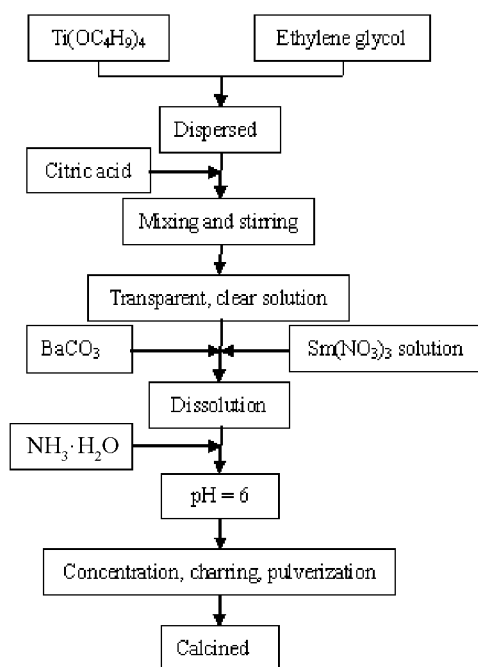 Ti(OC₄H₉)₄
Ethylene glycol
Dispersed
Citric acid
Mixing and stirring
Transparent, clear solution
BaCO₃
Sm(NO₃)₃ solution
Dissolution
NH₃·H₂O
pH = 6
Concentration, charring, pulverization
Calcined